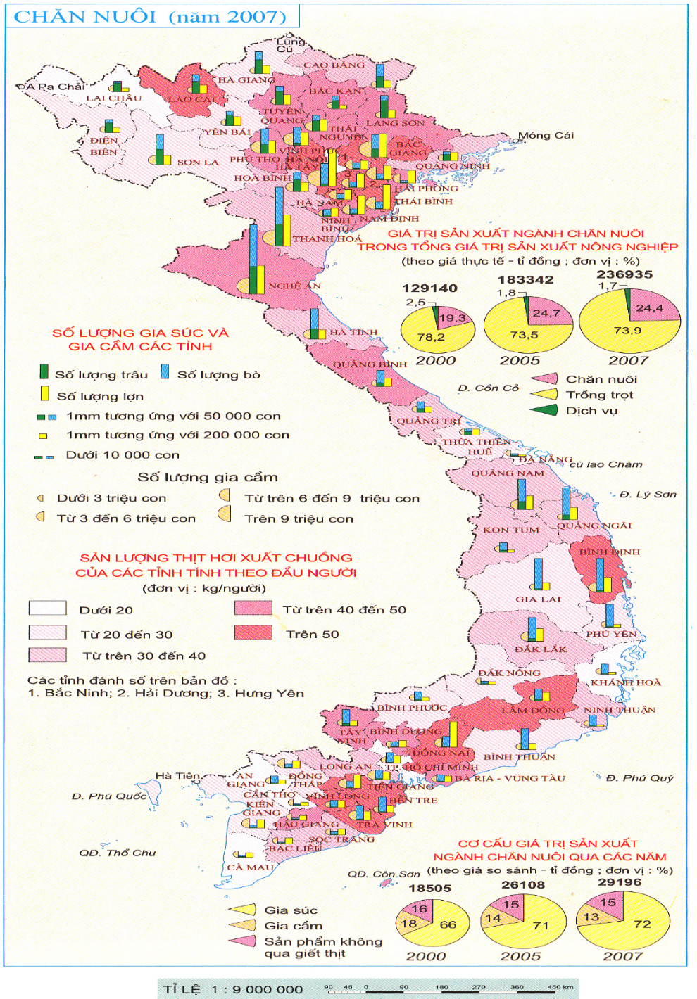 CHĂN NUÔI (năm 2007)
Lũng
Cú
CAO BẰNG
HÀ GIANG
A Pa Chải
LAI CHÂU
LÀO CAI
BẮC KẠN
TUYÊN
QUANG
LẠNG SƠN
YÊN BÁI
THÁI
NGUYÊN
ĐIỆN
BIÊN
Móng Cái
BẮC
GIANG
VĨNH PHÚC
PHÚ THỌ
HÀ NỘI
SƠN LA
HÀ TÂY
QUẢNG NINH
HOÀ BÌNH
1
3
2
HẢI PHÒNG
HÀ NAM
THÁI BÌNH
NINH
BÌNH
NAM ĐỊNH
THANH HOÁ
GIÁ TRỊ SẢN XUẤT NGÀNH CHĂN NUÔI
TRONG TỔNG GIÁ TRỊ SẢN XUẤT NÔNG NGHIỆP
(theo giá thực tế - tỉ đồng ; đơn vị : %)
129140
183342
236935
2,5
1,8
1,7
19,3
24,7
24,4
78,2
73,5
73,9
2000
2005
2007
Chăn nuôi
Trồng trọt
Dịch vụ
NGHỆ AN
HÀ TĨNH
SỐ LƯỢNG GIA SÚC VÀ
GIA CẦM CÁC TỈNH
Số lượng trâu
Số lượng bò
Số lượng lợn
1mm tương ứng với 50 000 con
1mm tương ứng với 200 000 con
Dưới 10 000 con
Số lượng gia cầm
Dưới 3 triệu con
Từ trên 6 đến 9 triệu con
Từ 3 đến 6 triệu con
Trên 9 triệu con
QUẢNG BÌNH
Đ. Cồn Cỏ
QUẢNG TRỊ
THỪA THIÊN
HUẾ
ĐÀ NẴNG
cù lao Chàm
QUẢNG NAM
Đ. Lý Sơn
QUẢNG NGÃI
KON TUM
BÌNH ĐỊNH
GIA LAI
PHÚ YÊN
ĐẮK LẮK
ĐẮK NÔNG
KHÁNH HOÀ
SẢN LƯỢNG THỊT HƠI XUẤT CHUỒNG
CỦA CÁC TỈNH TÍNH THEO ĐẦU NGƯỜI
(đơn vị : kg/người)
Dưới 20
Từ trên 40 đến 50
Từ 20 đến 30
Trên 50
Từ trên 30 đến 40
Các tỉnh đánh số trên bản đồ :
1. Bắc Ninh; 2. Hải Dương; 3. Hưng Yên
BÌNH PHƯỚC
LÂM ĐỒNG
NINH THUẬN
TÂY
NINH
BÌNH DƯƠNG
ĐỒNG NAI
BÌNH THUẬN
LONG AN
TP. HỒ CHÍ MINH
BÀ RỊA - VŨNG TÀU
Đ. Phú Quý
Hà Tiên
AN
GIANG
ĐỒNG
THÁP
TIỀN GIANG
Đ. Phú Quốc
CẦN THƠ
VĨNH LONG
BẾN TRE
KIÊN
GIANG
HẬU GIANG
TRÀ VINH
SÓC TRĂNG
BẠC LIÊU
CÀ MAU
QĐ. Thổ Chu
QĐ. Côn Sơn
CƠ CẤU GIÁ TRỊ SẢN XUẤT
NGÀNH CHĂN NUÔI QUA CÁC NĂM
(theo giá so sánh - tỉ đồng ; đơn vị : %)
18505
26108
29196
16
15
15
18
66
14
71
13
72
2000
2005
2007
Gia súc
Gia cầm
Sản phẩm không
qua giết thịt
TỈ LỆ 1 : 9 000 000
90 45 0 90 180 270 360 450 km